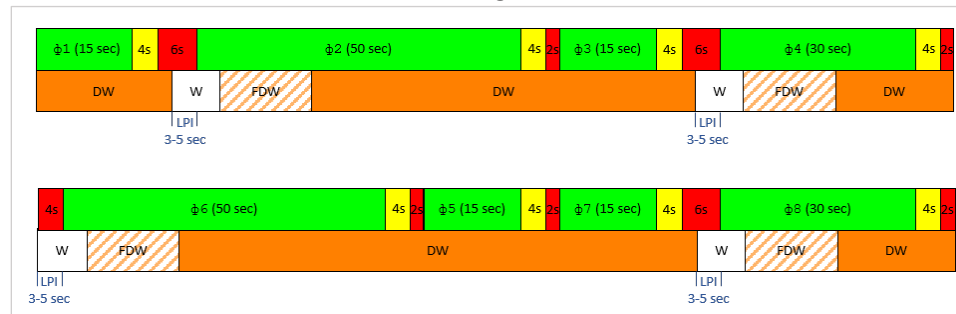 ϕ1 (15 sec) 4s 6s ϕ2 (50 sec) 4s 2s ϕ3 (15 sec) 4s 6s ϕ4 (30 sec) 4s 2s
DW W FDW DW W FDW DW
LPI LPI
3-5 sec 3-5 sec
4s ϕ6 (50 sec) 4s 2s ϕ5 (15 sec) 4s 2s ϕ7 (15 sec) 4s 6s ϕ8 (30 sec) 4s 2s
W FDW DW W FDW DW
LPI LPI
3-5 sec 3-5 sec